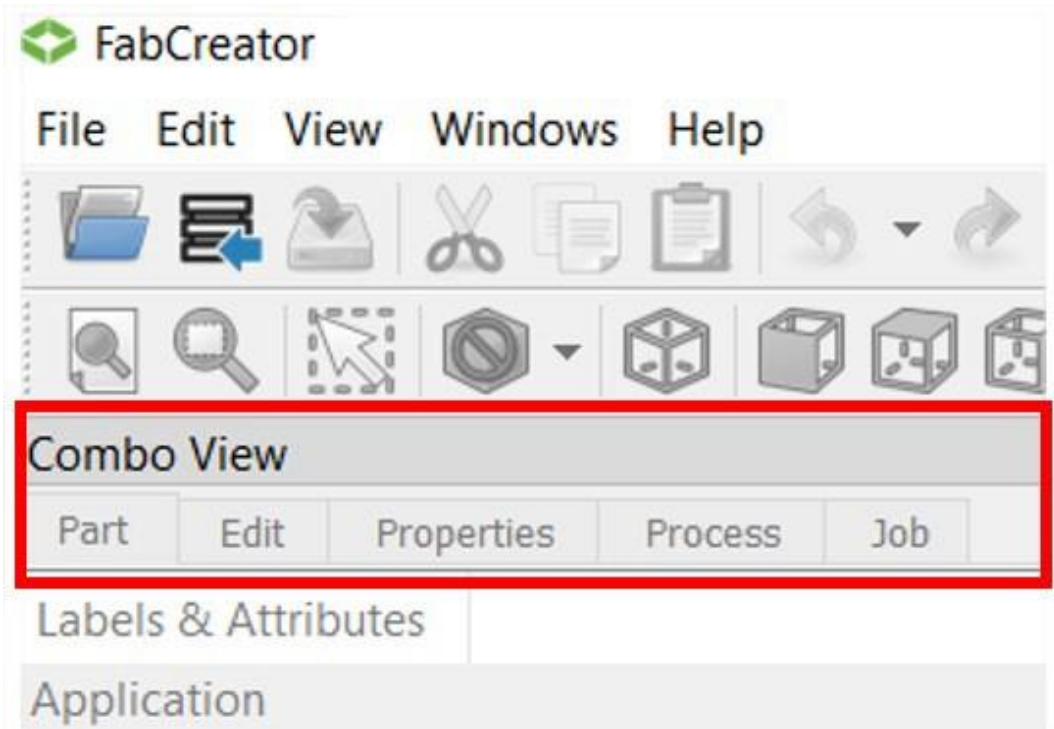 FabCreator
File Edit View Windows Help
Combo View
Part Edit Properties Process Job
Labels & Attributes
Application